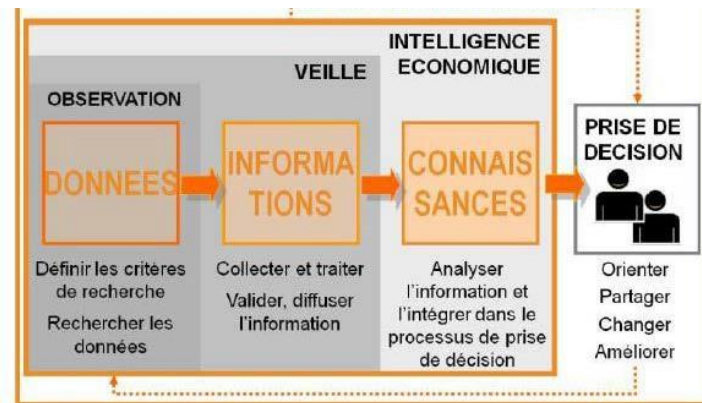 INTELLIGENCE
ECONOMIQUE
VEILLE
OBSERVATION
DONNEES
INFORMA
TIONS
CONNAIS
SANCES
PRISE DE
DECISION
Définir les critères
de recherche
Rechercher les
données
Collecter et traiter
Valider, diffuser
l'information
Analyser
l'information et
l'intégrer dans le
processus de prise
de décision
Orienter
Partager
Changer
Améliorer